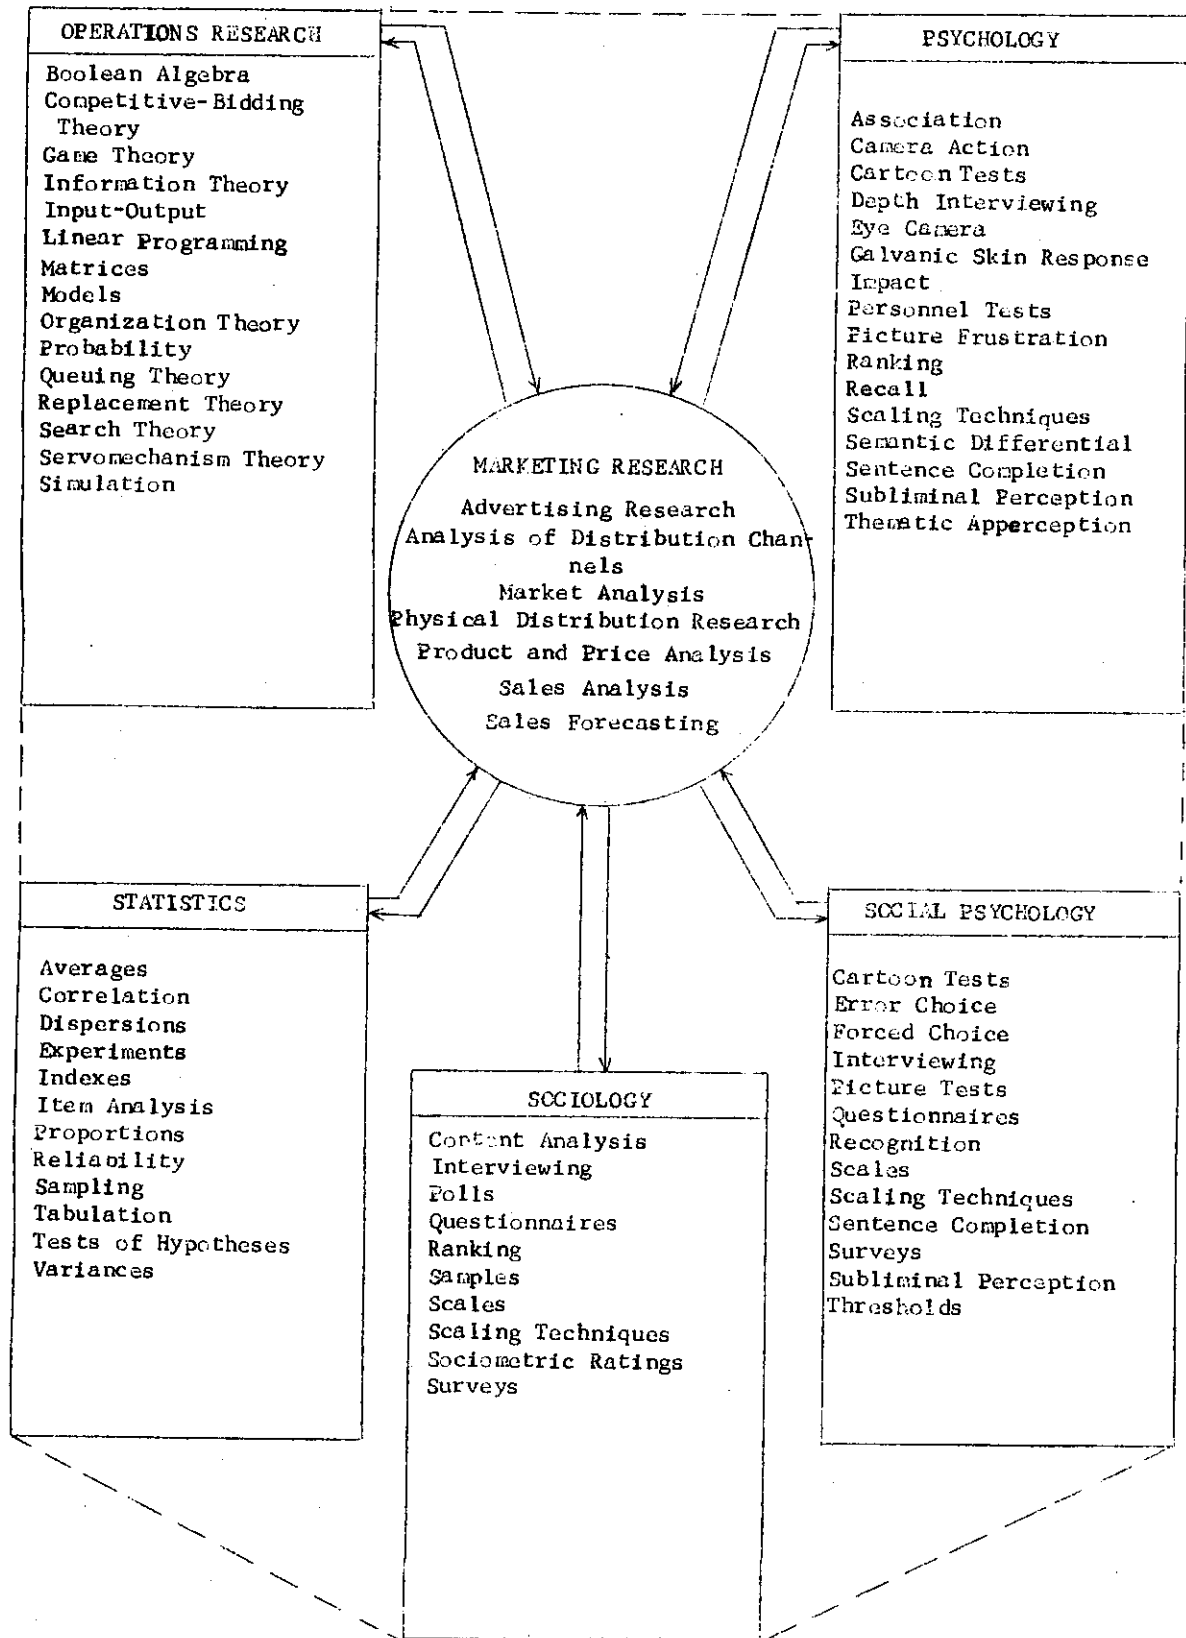 OPERATIONS RESEARCH
Boolean Algebra
Competitive-Bidding
Theory
Game Theory
Information Theory
Input-Output
Linear Programming
Matrices
Models
Organization Theory
Probability
Queuing Theory
Replacement Theory
Search Theory
Servomechanism Theory
Simulation
PSYCHOLOGY
Association
Camera Action
Cartoon Tests
Depth Interviewing
Eye Camera
Galvanic Skin Response
Impact
Personnel Tests
Picture Frustration
Ranking
Recall
Scaling Techniques
Semantic Differential
Sentence Completion
Subliminal Perception
Thematic Apperception
MARKETING RESEARCH
Advertising Research
Analysis of Distribution Chan-
nels
Market Analysis
Physical Distribution Research
Product and Price Analysis
Sales Analysis
Sales Forecasting
STATISTICS
Averages
Correlation
Dispersions
Experiments
Indexes
Item Analysis
Proportions
Reliability
Sampling
Tabulation
Tests of Hypotheses
Variances
SOCIOLOGY
Content Analysis
Interviewing
Polls
Questionnaires
Ranking
Samples
Scales
Scaling Techniques
Sociometric Ratings
Surveys
SOCIAL PSYCHOLOGY
Cartoon Tests
Error Choice
Forced Choice
Interviewing
Picture Tests
Questionnaires
Recognition
Scales
Scaling Techniques
Sentence Completion
Surveys
Subliminal Perception
Thresholds